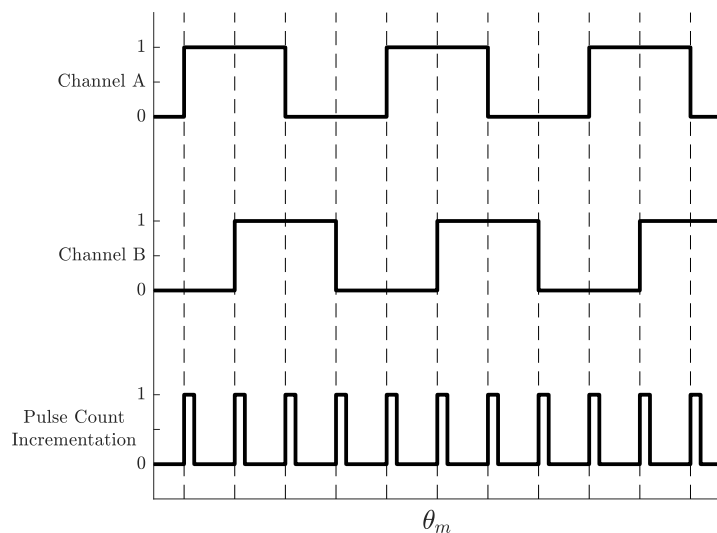 1
Channel A
0
1
Channel B
0
1
Pulse Count
Incrementation
0
θₘ